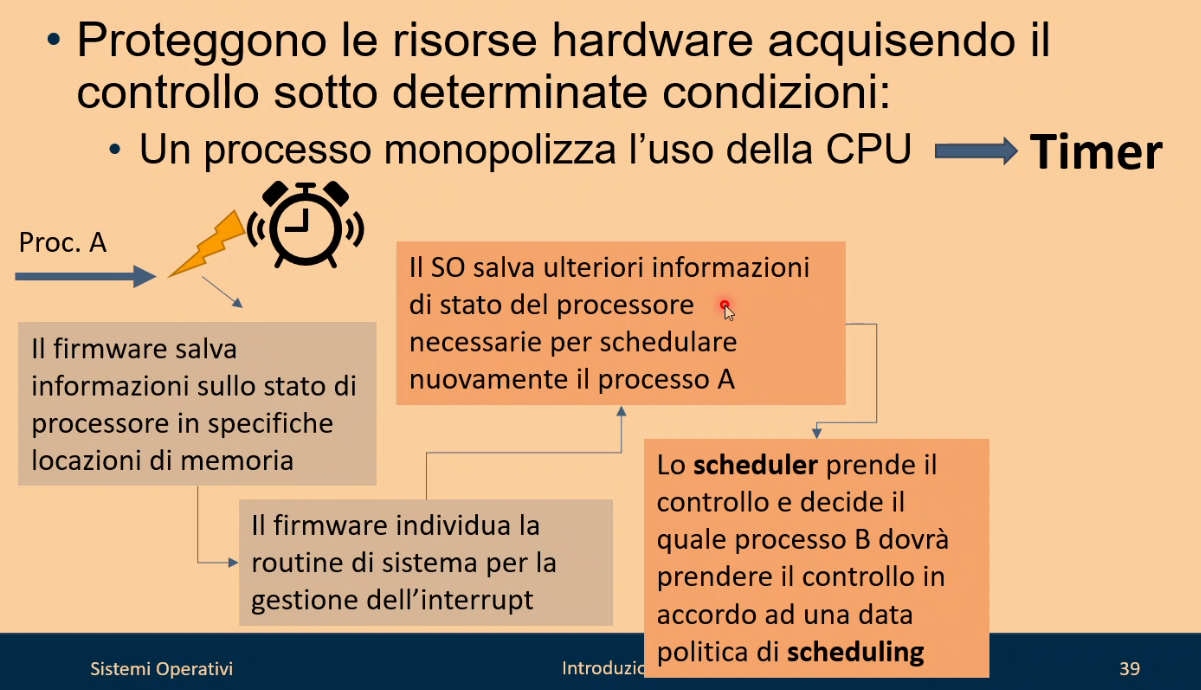 • Proteggono le risorse hardware acquisendo il
controllo sotto determinate condizioni:
• Un processo monopolizza l'uso della CPU
Timer
Proc. A
Il firmware salva
informazioni sullo stato di
processore in specifiche
locazioni di memoria
Il firmware individua la
routine di sistema per la
gestione dell'interrupt
Il SO salva ulteriori informazioni
di stato del processore
necessarie per schedulare
nuovamente il processo A
Lo scheduler prende il
controllo e decide il
quale processo B dovrà
prendere il controllo in
accordo ad una data
politica di scheduling
Sistemi Operativi
Introduzio
39